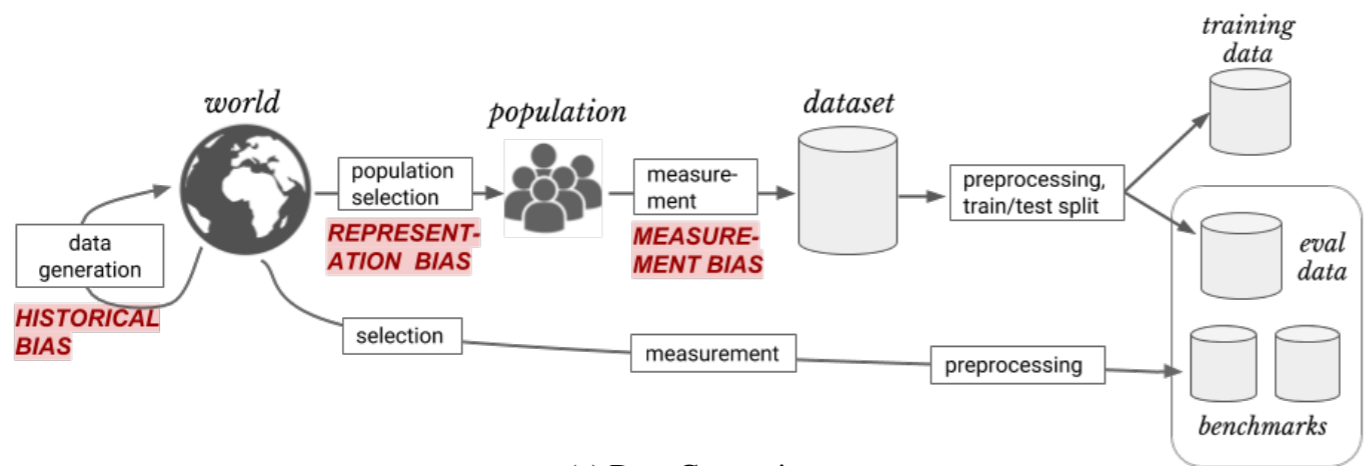 training
data
world
population
dataset
population
selection
measure-
ment
preprocessing,
train/test split
REPRESENT-
ATION BIAS
MEASURE-
MENT BIAS
data
generation
eval
data
HISTORICAL
BIAS
selection
measurement
preprocessing
benchmarks